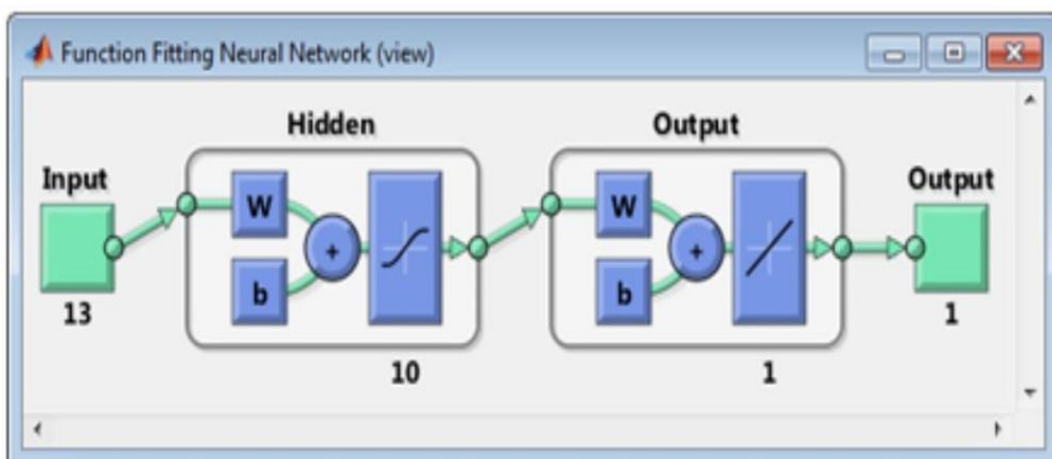 Function Fitting Neural Network (view)
Hidden
Output
Input
W
b
+
W
b
+
Output
13
10
1
1